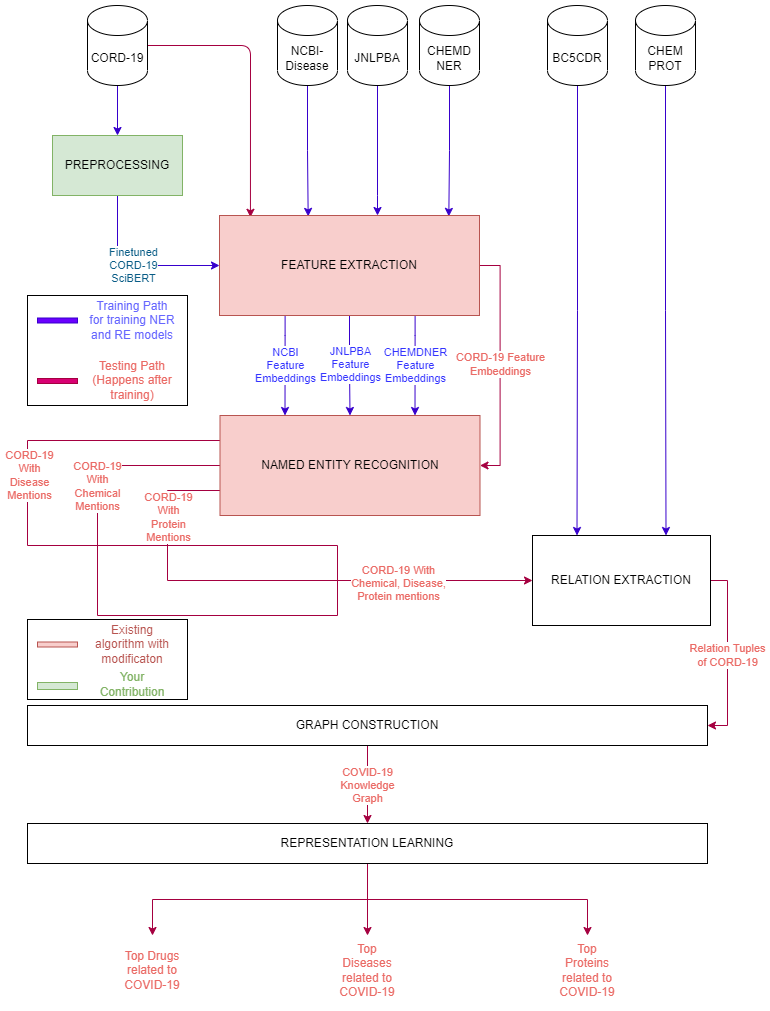 CORD-19
NCBI-
Disease
JNLPBA
CHEMD
NER
BC5CDR
CHEM
PROT
PREPROCESSING
Finetuned
CORD-19
SciBERT
FEATURE EXTRACTION
Training Path
for training NER
and RE models
Testing Path
(Happens after
training)
NCBI
Feature
Embeddings
JNLPBA
Feature
Embeddings
CHEMDNER
Feature
Embeddings
CORD-19 Feature
Embeddings
NAMED ENTITY RECOGNITION
CORD-19
With
Disease
Mentions
CORD-19
With
Chemical
Mentions
CORD-19
With
Protein
Mentions
CORD-19 With
Chemical, Disease,
Protein mentions
RELATION EXTRACTION
Existing
algorithm with
modificaton
Your
Contribution
Relation Tuples
of CORD-19
GRAPH CONSTRUCTION
COVID-19
Knowledge
Graph
REPRESENTATION LEARNING
Top Drugs
related to
COVID-19
Top
Diseases
related to
COVID-19
Top
Proteins
related to
COVID-19